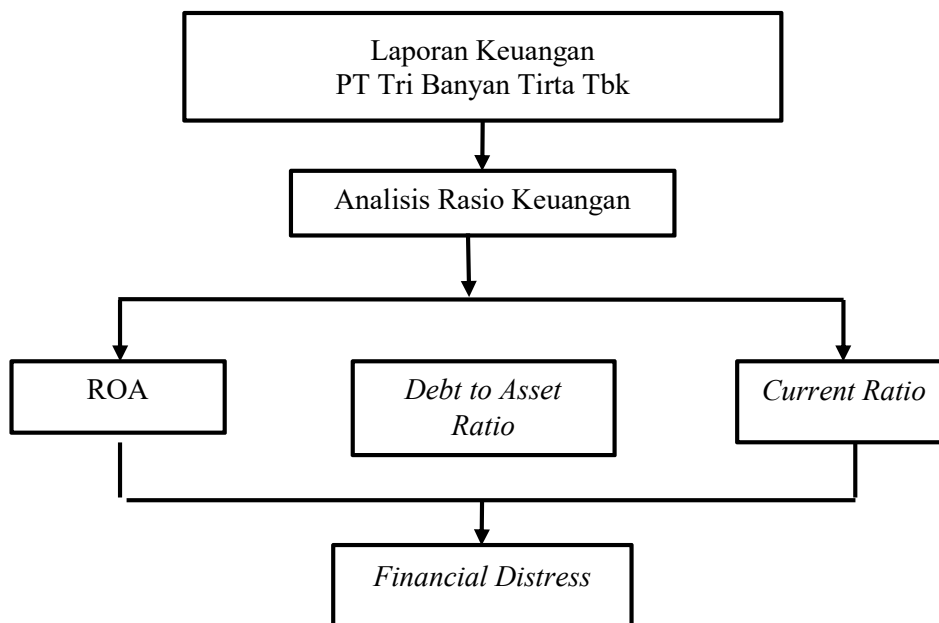 Laporan Keuangan
PT Tri Banyan Tirta Tbk
Analisis Rasio Keuangan
ROA
Debt to Asset
Ratio
Current Ratio
Financial Distress